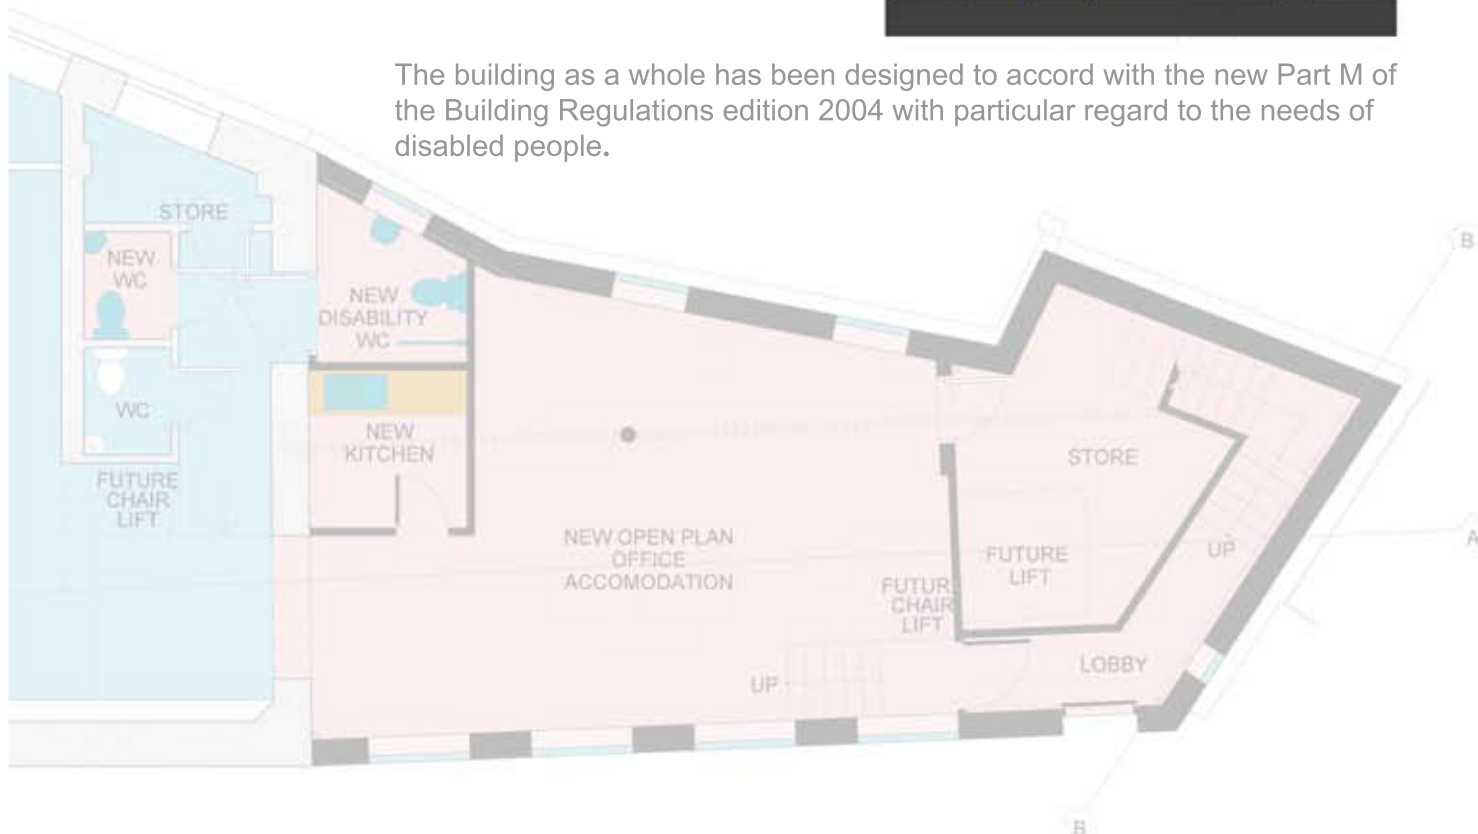 The building as a whole has been designed to accord with the new Part M of
the Building Regulations edition 2004 with particular regard to the needs of
disabled people.
STORE
NEW
WC
NEW
DISABILITY
WC
WC
NEW
KITCHEN
FUTURE
CHAIR
LIFT
NEW OPEN PLAN
OFFICE
ACCOMODATION
STORE
FUTURE
LIFT
FUTUR
CHAIR
LIFT
UP
UP
LOBBY
B
A
B